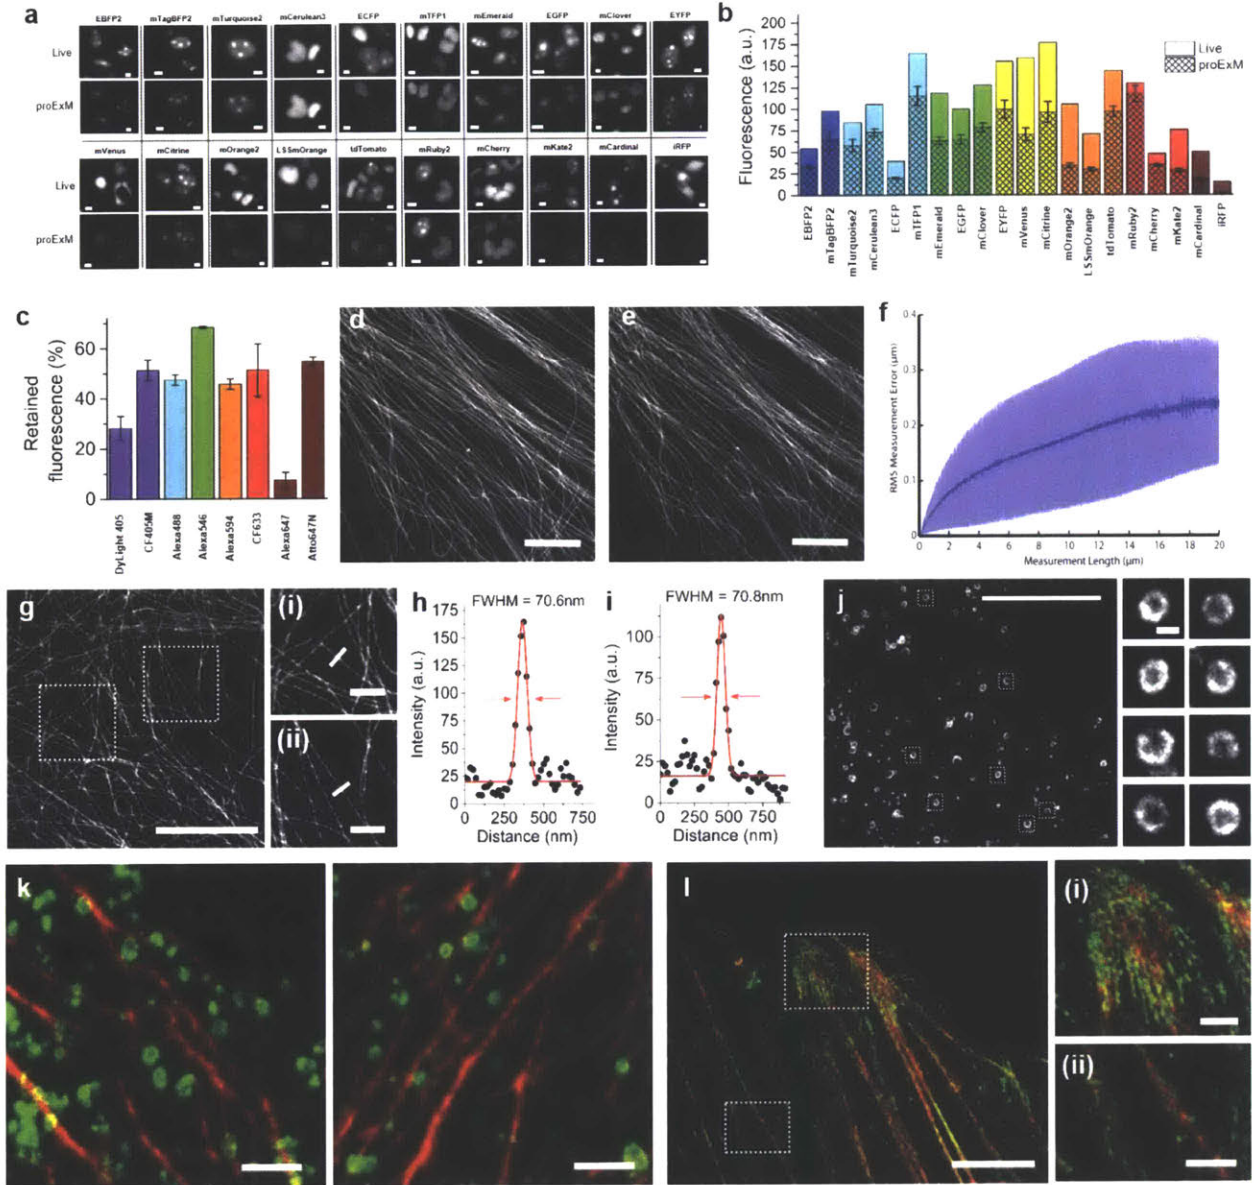 a
EBFP2 mTagBFP2 mTurquoise2 mCerulean3 ECFP mTFP1 mEmerald EGFP mClover EYFP
Live
proExM
mVenus mCitrine mOrange2 LSSmOrange tdTomato mRuby2 mCherry mKate2 mCardinal iRFP
Live
proExM
b
Fluorescence (a.u.)
200
175
150
125
100
75
50
25
0
Live
proExM
EBFP2
mTagBFP2
mTurquoise2
mCerulean3
ECFP
mTFP1
mEmerald
EGFP
mClover
EYFP
mVenus
mCitrine
mOrange2
LSSmOrange
tdTomato
mRuby2
mCherry
mKate2
mCardinal
iRFP
c
Retained
fluorescence (%)
60
40
20
0
DyLight 405
CF405M
Alexa488
Alexa546
Alexa594
CF633
Alexa647
Atto647N
d
e
f
RMS Measurement Error (µm)
0.4
0.3
0.2
0.1
0
0 2 4 6 8 10 12 14 16 18 20
Measurement Length (µm)
g
(i)
(ii)
h
FWHM = 70.6nm
Intensity (a.u.)
175
150
125
100
75
50
25
0
0 250 500 750
Distance (nm)
i
FWHM = 70.8nm
Intensity (a.u.)
100
75
50
25
0
0 250 500 750
Distance (nm)
j
k
l
(i)
(ii)